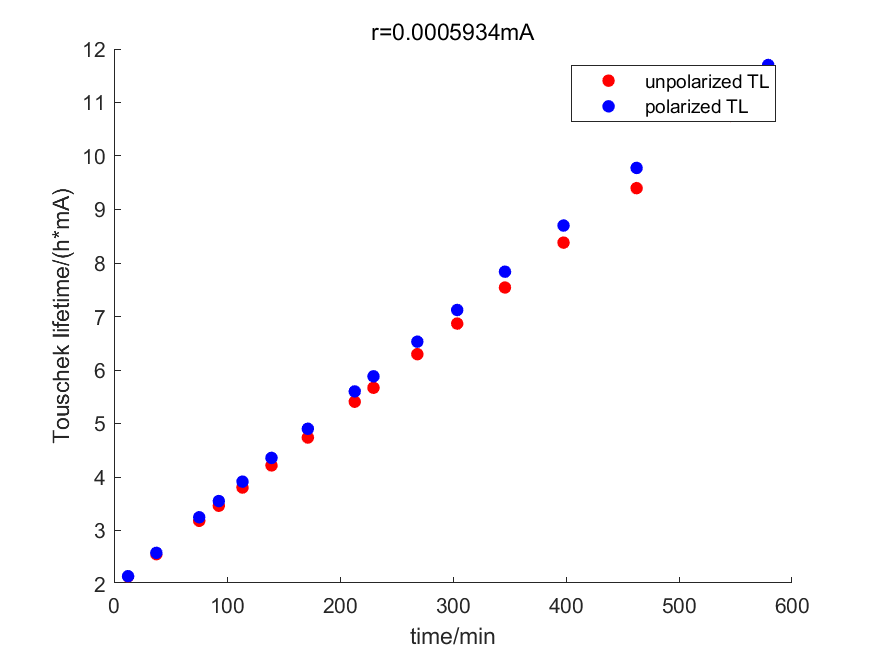 r=0.0005934mA
12
11
10
9
8
7
6
5
4
3
2
Touschek lifetime/(h*mA)
unpolarized TL
polarized TL
0 100 200 300 400 500 600
time/min